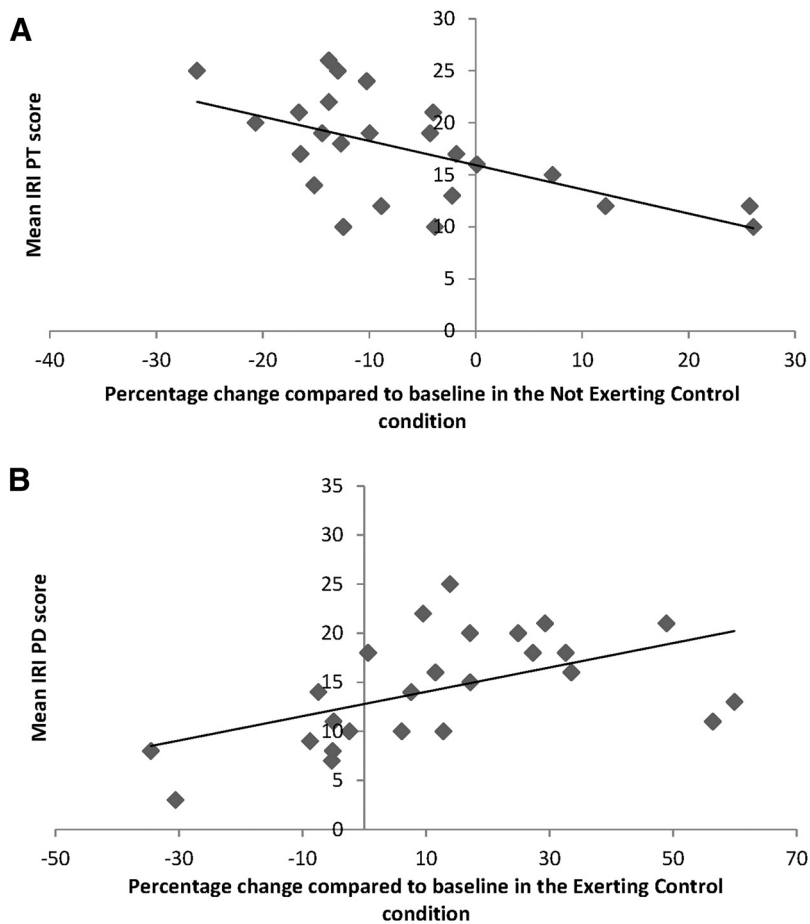 A
Mean IRI PT score
30
25
20
15
10
5
0
-40 -30 -20 -10 0 10 20 30
Percentage change compared to baseline in the Not Exerting Control
condition
B
Mean IRI PD score
35
30
25
20
15
10
5
0
-50 -30 -10 10 30 50 70
Percentage change compared to baseline in the Exerting Control
condition